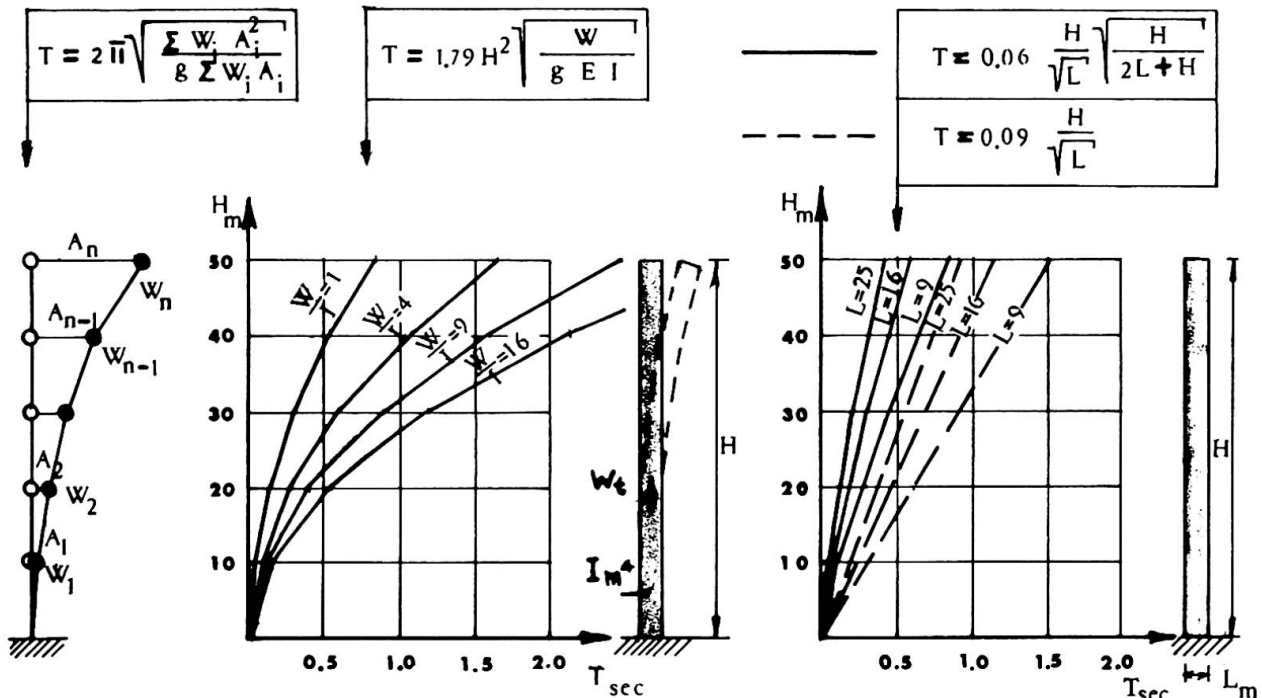 T = 2 π √( Σ W_i A_i² / g Σ W_i A_i )
T = 1.79 H² √( W / g E I )
T = 0.06 H / √L √( H / 2L + H )
T = 0.09 H / √L
A_n
W_n
A_n-1
W_n-1
A_2
W_2
A_1
W_1
H_m
50
40
30
20
10
W/I=1
W/I=4
W/I=9
W/I=16
0.5
1.0
1.5
2.0
T_sec
W_t
I_m⁴
H
H_m
50
40
30
20
10
L=25
L=16
L=9
L=25
L=16
L=9
0.5
1.0
1.5
2.0
T_sec
H
L_m